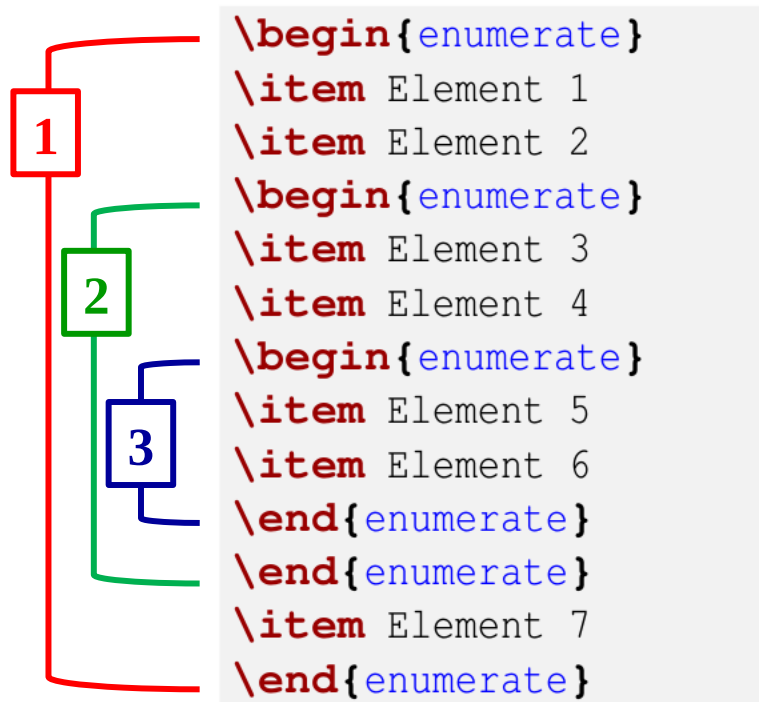 \begin{enumerate}
\item Element 1
1
\item Element 2
\begin{enumerate}
\item Element 3
2
\item Element 4
\begin{enumerate}
\item Element 5
3
\item Element 6
\end{enumerate}
\end{enumerate}
\item Element 7
\end{enumerate}